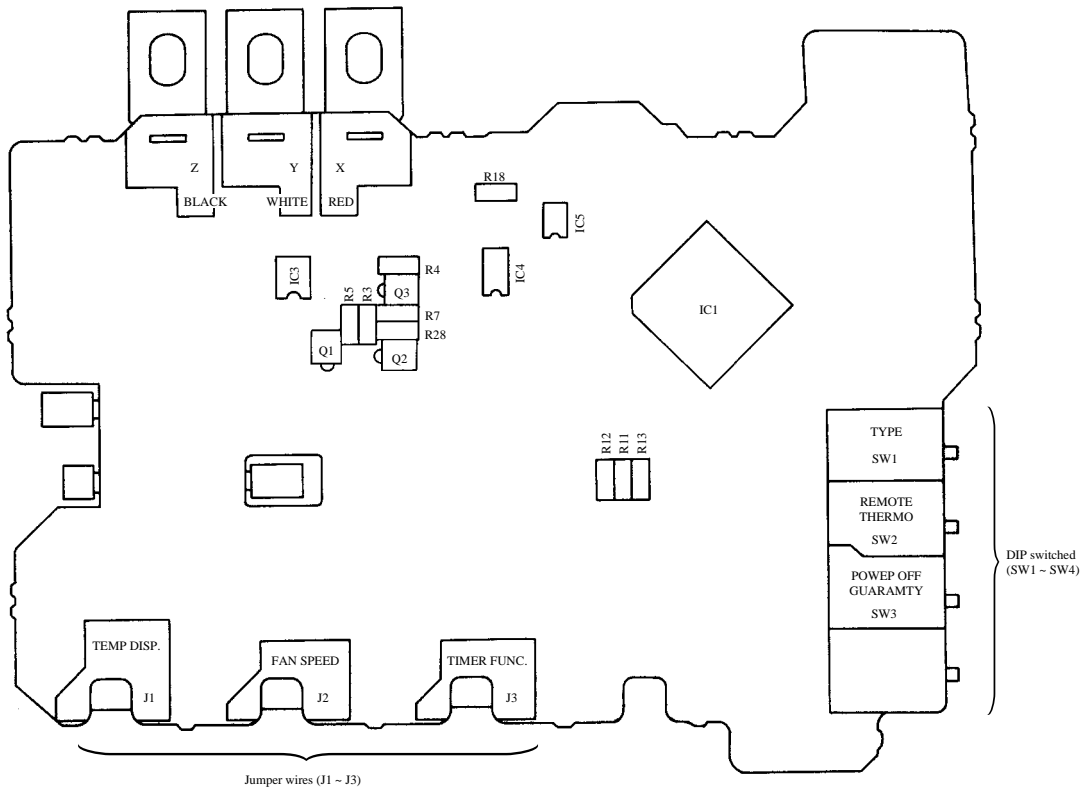 Z
Y
X
BLACK
WHITE
RED
R18
IC5
IC3
IC4
R4
R5
R3
Q3
R7
R28
Q1
Q2
IC1
R12
R11
R13
TYPE
SW1
REMOTE
THERMO
SW2
POWEP OFF
GUARAMTY
SW3
DIP switched
(SW1 ~ SW4)
TEMP DISP.
J1
FAN SPEED
J2
TIMER FUNC.
J3
Jumper wires (J1 ~ J3)